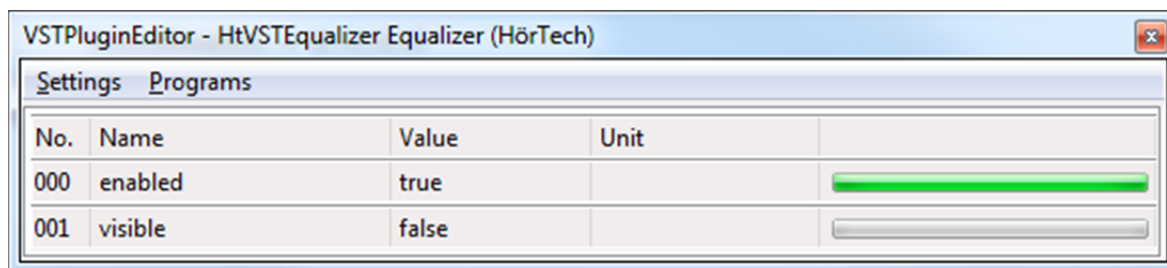 VSTPluginEditor - HtVSTEqualizer Equalizer (HörTech)
Settings Programs
No. Name Value Unit
000 enabled true
001 visible false